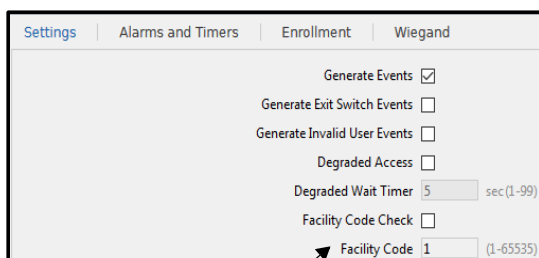 Settings Alarms and Timers Enrollment Wiegand
Generate Events
Generate Exit Switch Events
Generate Invalid User Events
Degraded Access
Degraded Wait Timer 5 sec(1-99)
Facility Code Check
Facility Code 1 (1-65535)